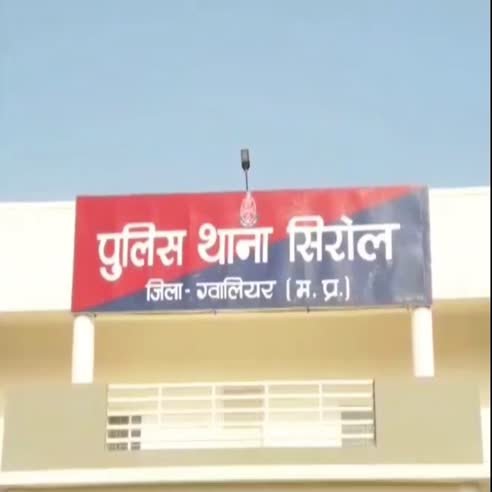 पुलिस थाना सिरोल
जिला- ग्वालियर (म. प्र.)